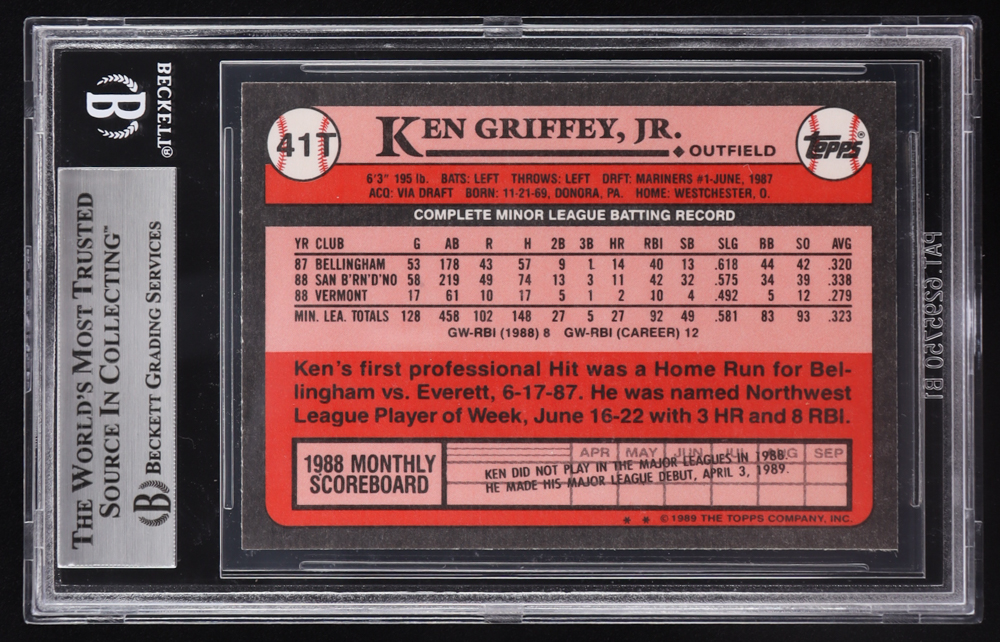 B
BECKETT®
THE WORLD'S MOST TRUSTED
SOURCE IN COLLECTING™
B BECKETT GRADING SERVICES
41T
KEN GRIFFEY, JR.
◆ OUTFIELD
TOPPS
6'3" 195 lb. BATS: LEFT THROWS: LEFT DRFT: MARINERS #1-JUNE, 1987
ACQ: VIA DRAFT BORN: 11-21-69, DONORA, PA. HOME: WESTCHESTER, O.
COMPLETE MINOR LEAGUE BATTING RECORD
YR CLUB G AB R H 2B 3B HR RBI SB SLG BB SO AVG
87 BELLINGHAM 53 178 43 57 9 1 14 40 13 .618 44 42 .320
88 SAN B'RN'D'NO 58 219 49 74 13 3 11 42 32 .575 34 39 .338
88 VERMONT 17 61 10 17 5 1 2 10 4 .492 5 12 .279
MIN. LEA. TOTALS 128 458 102 148 27 5 27 92 49 .581 83 93 .323
GW-RBI (1988) 8 GW-RBI (CAREER) 12
Ken's first professional Hit was a Home Run for Bel-
lingham vs. Everett, 6-17-87. He was named Northwest
League Player of Week, June 16-22 with 3 HR and 8 RBI.
1988 MONTHLY
SCOREBOARD
APR MAY JUN JUL AUG SEP
KEN DID NOT PLAY IN THE MAJOR LEAGUES IN 1988.
HE MADE HIS MAJOR LEAGUE DEBUT, APRIL 3, 1989.
* * © 1989 THE TOPPS COMPANY, INC.
PAT. 6295750 B1